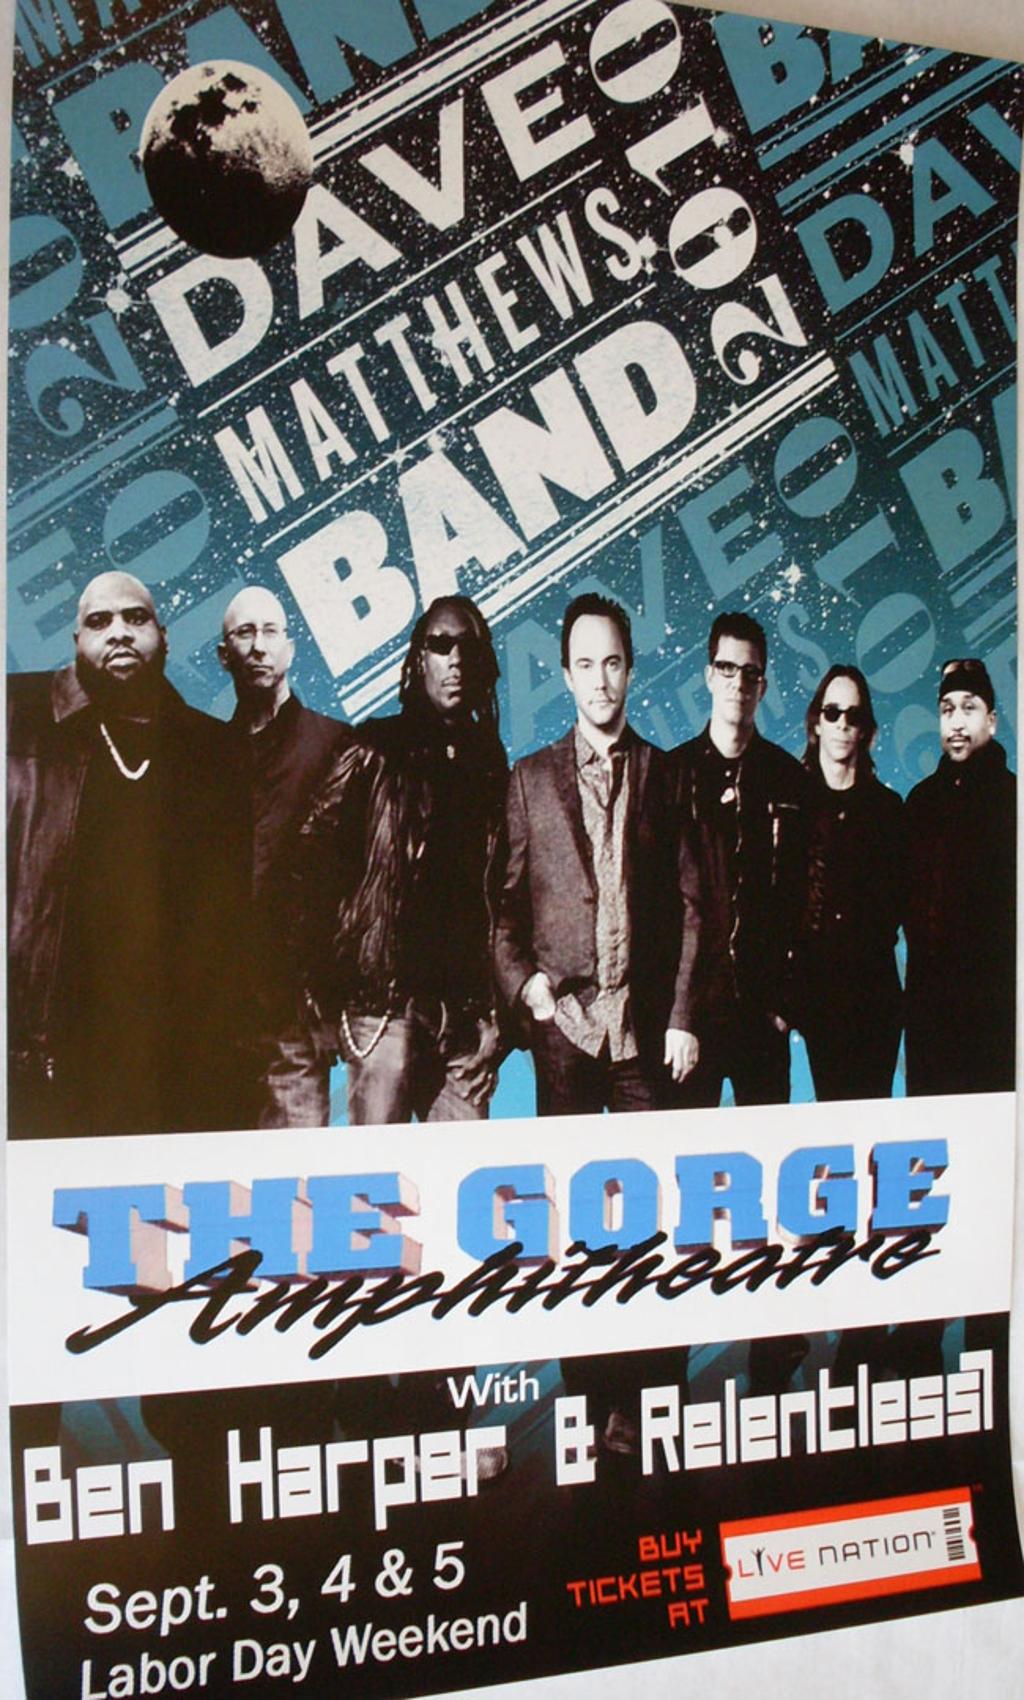 DAVE
MATTHEWS
BAND
2010
THE GORGE
Amphitheatre
With
Ben Harper & Relentless7
Sept. 3, 4 & 5
Labor Day Weekend
BUY
TICKETS
AT
LIVE NATION